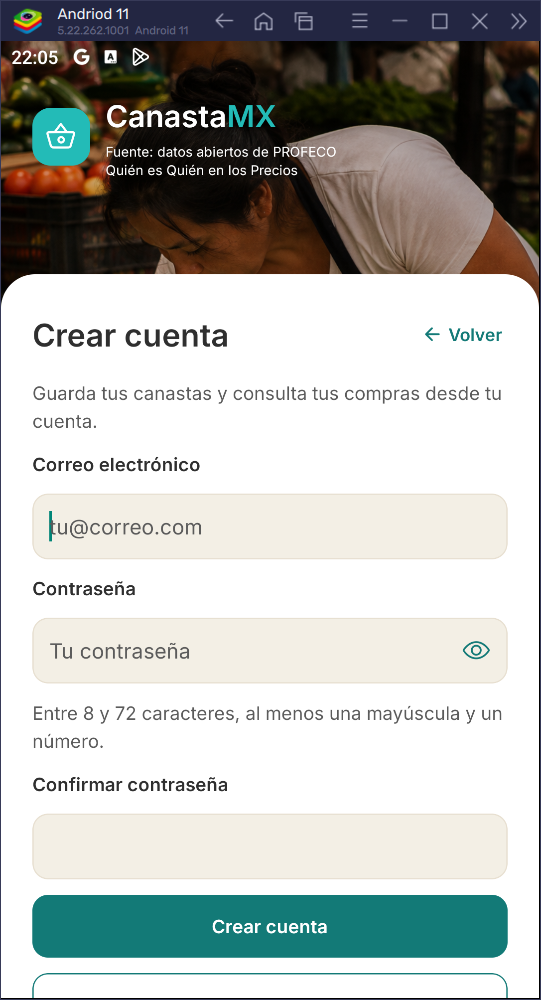 Andriod 11
5.22.262.1001 Android 11
22:05
CanastaMX
Fuente: datos abiertos de PROFECO
Quién es Quién en los Precios
Crear cuenta
← Volver
Guarda tus canastas y consulta tus compras desde tu
cuenta.
Correo electrónico
tu@correo.com
Contraseña
Tu contraseña
Entre 8 y 72 caracteres, al menos una mayúscula y un
número.
Confirmar contraseña
Crear cuenta